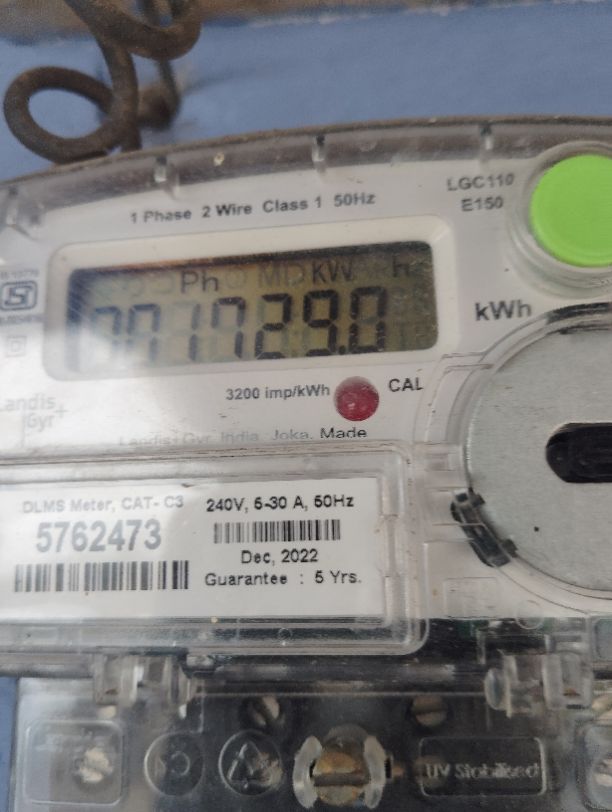 1 Phase 2 Wire Class 1 50Hz
LGC110
E150
Ph MD kW h
kWh
3200 imp/kWh
CAL
Landis+
Gyr
Landis+Gyr, India, Joka, Made
DLMS Meter, CAT- C3
240V, 5-30 A, 50Hz
5762473
Dec, 2022
Guarantee : 5 Yrs.
UV Stabilised